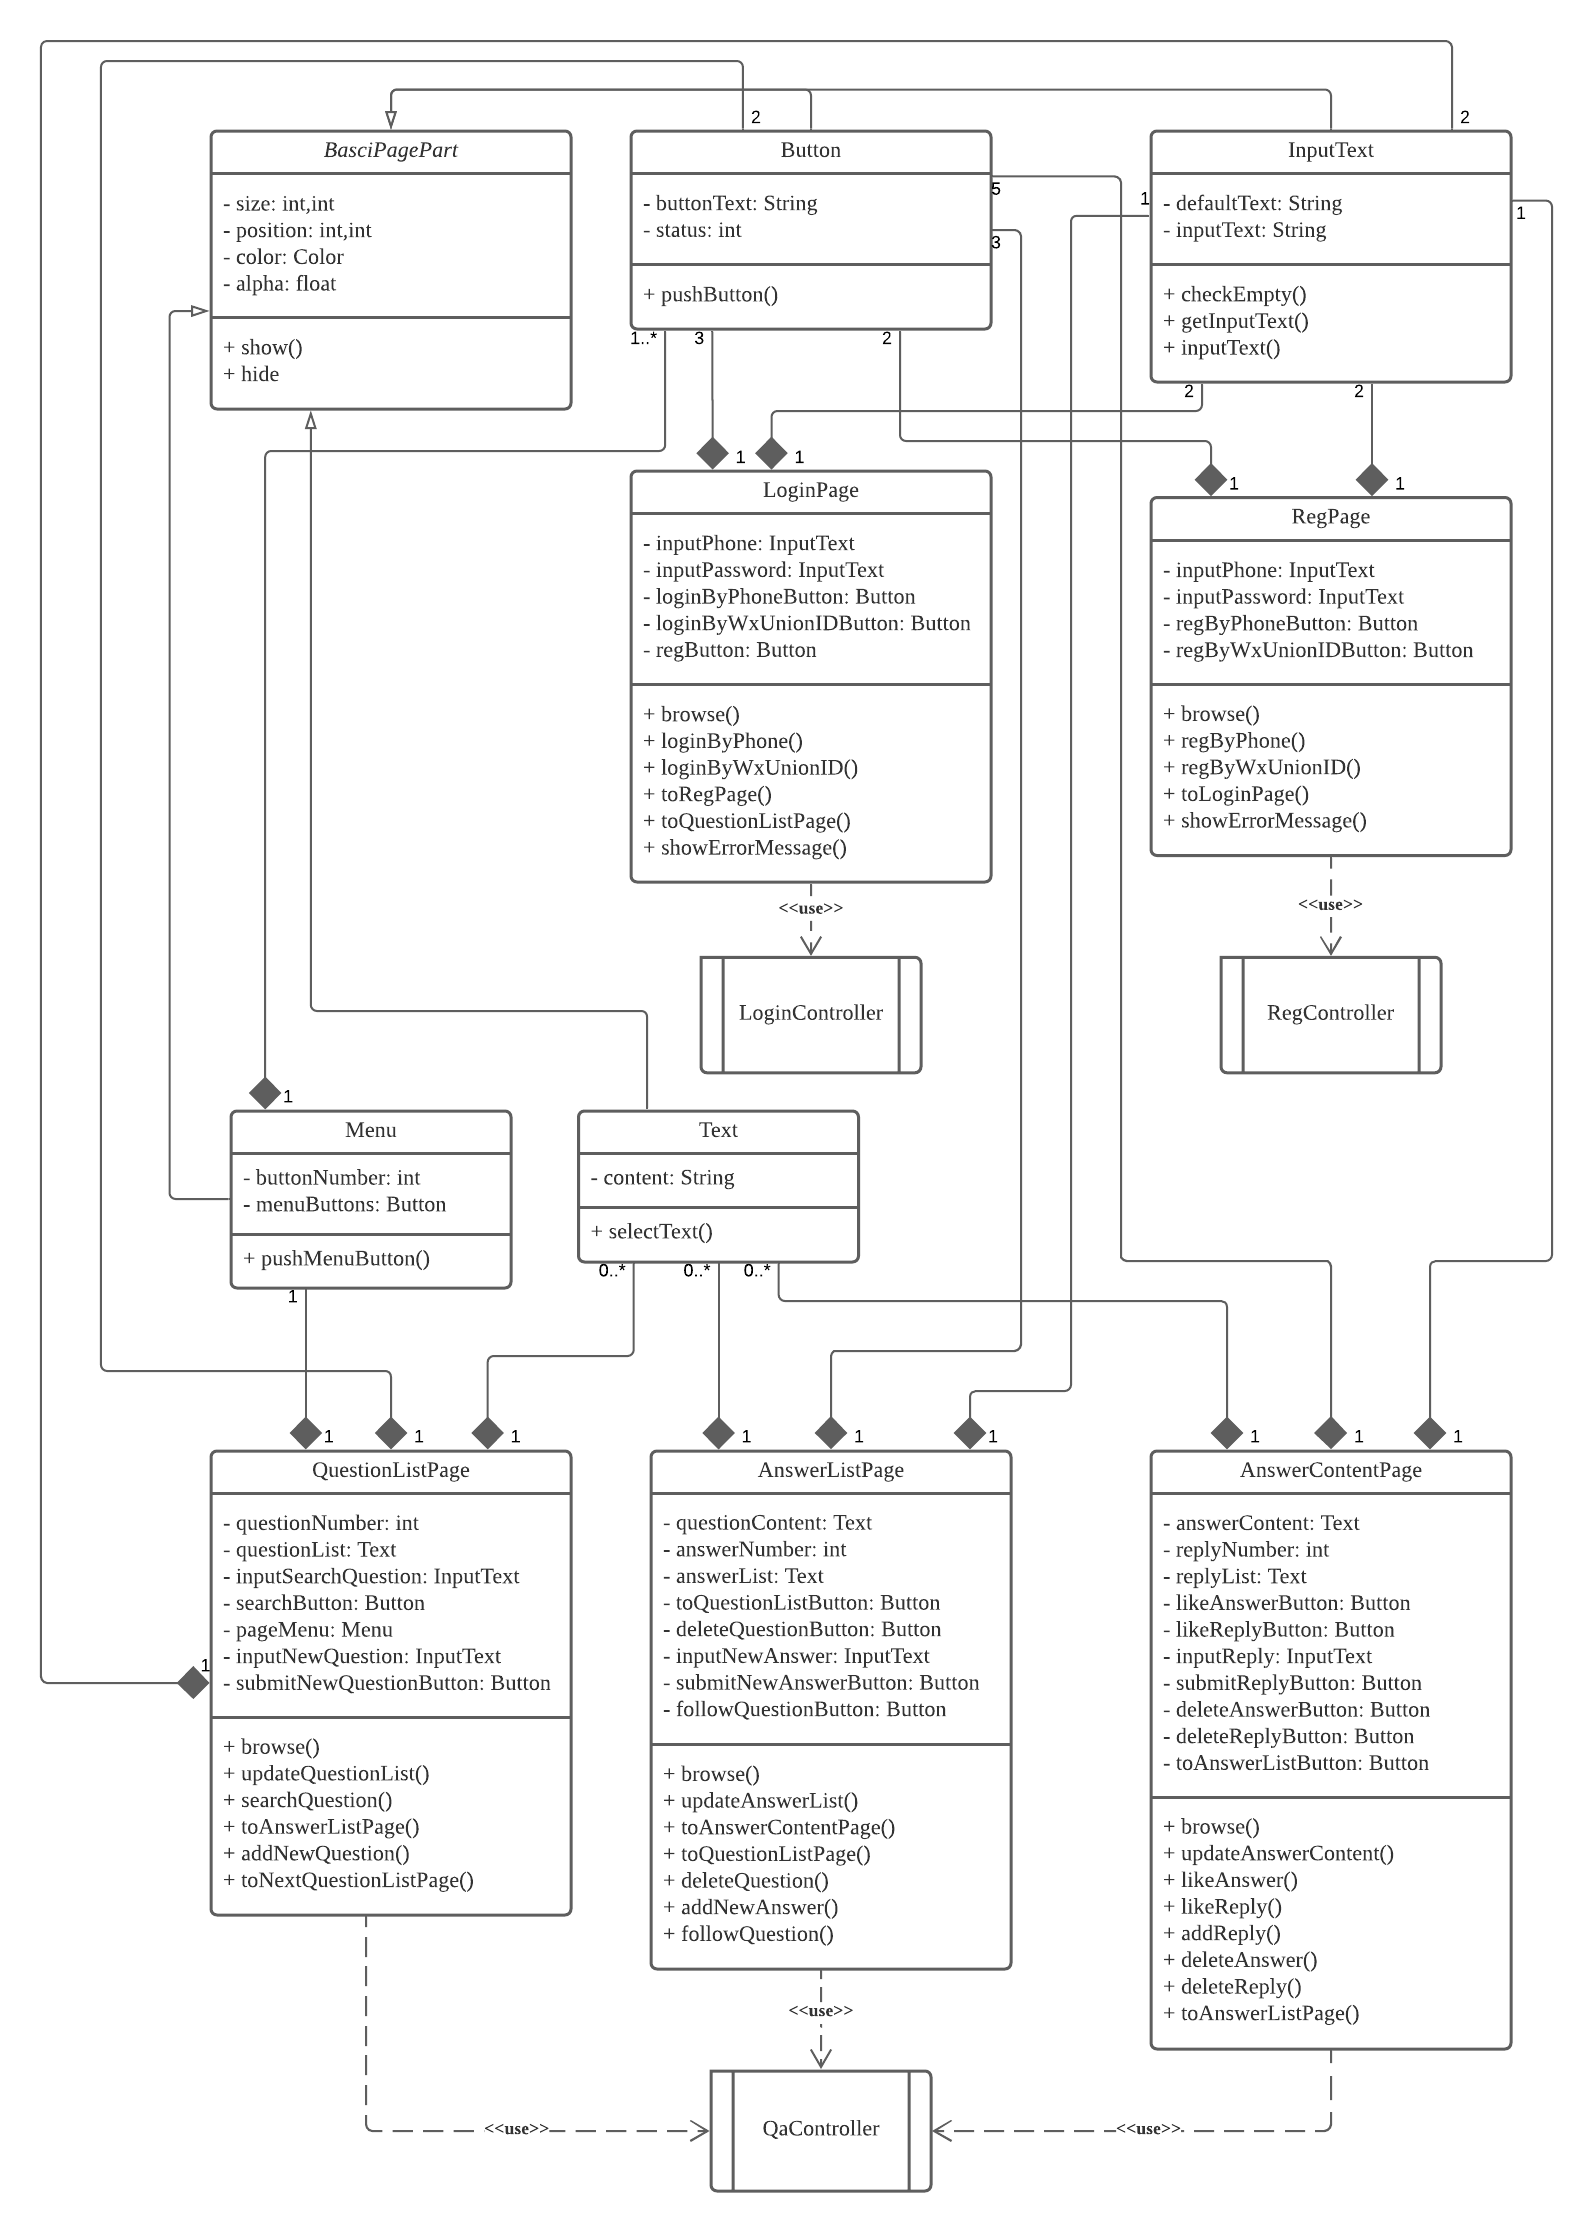 2
2
BasciPagePart
- size: int,int
- position: int,int
- color: Color
- alpha: float
+ show()
+ hide
Button
- buttonText: String
- status: int
+ pushButton()
5
3
1..*
3
2
InputText
- defaultText: String
- inputText: String
+ checkEmpty()
+ getInputText()
+ inputText()
1
1
2
2
1
1
LoginPage
- inputPhone: InputText
- inputPassword: InputText
- loginByPhoneButton: Button
- loginByWxUnionIDButton: Button
- regButton: Button
+ browse()
+ loginByPhone()
+ loginByWxUnionID()
+ toRegPage()
+ toQuestionListPage()
+ showErrorMessage()
<<use>>
LoginController
1
1
RegPage
- inputPhone: InputText
- inputPassword: InputText
- regByPhoneButton: Button
- regByWxUnionIDButton: Button
+ browse()
+ regByPhone()
+ regByWxUnionID()
+ toLoginPage()
+ showErrorMessage()
<<use>>
RegController
1
Menu
- buttonNumber: int
- menuButtons: Button
+ pushMenuButton()
1
Text
- content: String
+ selectText()
0..*
0..*
0..*
1
1
1
QuestionListPage
- questionNumber: int
- questionList: Text
- inputSearchQuestion: InputText
- searchButton: Button
- pageMenu: Menu
- inputNewQuestion: InputText
1
- submitNewQuestionButton: Button
+ browse()
+ updateQuestionList()
+ searchQuestion()
+ toAnswerListPage()
+ addNewQuestion()
+ toNextQuestionListPage()
1
1
1
AnswerListPage
- questionContent: Text
- answerNumber: int
- answerList: Text
- toQuestionListButton: Button
- deleteQuestionButton: Button
- inputNewAnswer: InputText
- submitNewAnswerButton: Button
- followQuestionButton: Button
+ browse()
+ updateAnswerList()
+ toAnswerContentPage()
+ toQuestionListPage()
+ deleteQuestion()
+ addNewAnswer()
+ followQuestion()
1
1
1
AnswerContentPage
- answerContent: Text
- replyNumber: int
- replyList: Text
- likeAnswerButton: Button
- likeReplyButton: Button
- inputReply: InputText
- submitReplyButton: Button
- deleteAnswerButton: Button
- deleteReplyButton: Button
- toAnswerListButton: Button
+ browse()
+ updateAnswerContent()
+ likeAnswer()
+ likeReply()
+ addReply()
+ deleteAnswer()
+ deleteReply()
+ toAnswerListPage()
<<use>>
<<use>>
QaController
<<use>>